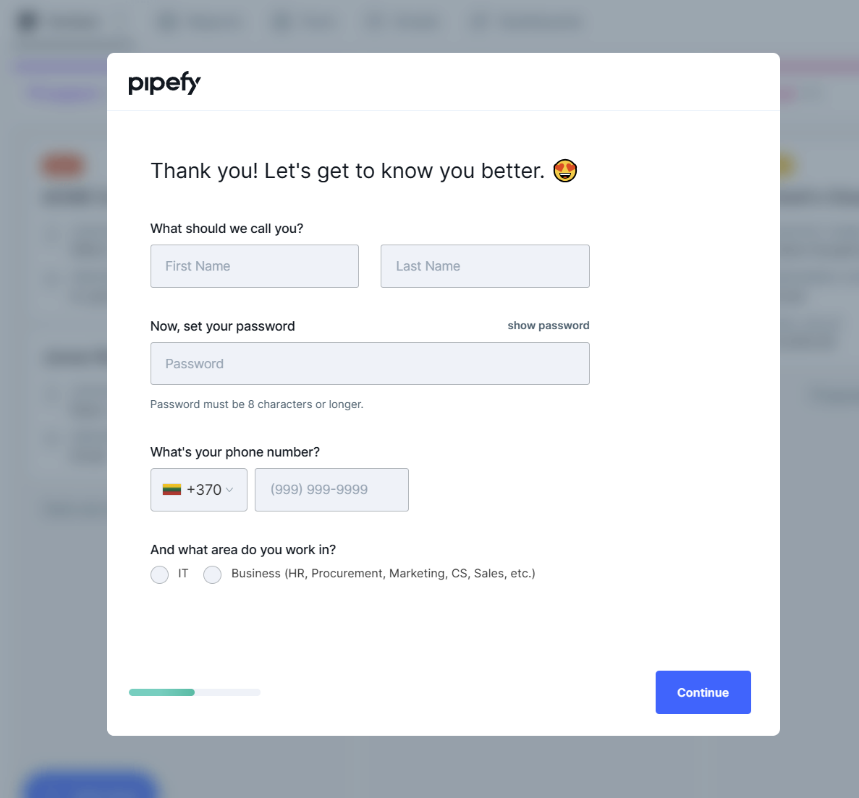 pipefy
Thank you! Let's get to know you better. 😍
What should we call you?
First Name
Last Name
Now, set your password
show password
Password
Password must be 8 characters or longer.
What's your phone number?
+370
(999) 999-9999
And what area do you work in?
IT
Business (HR, Procurement, Marketing, CS, Sales, etc.)
Continue